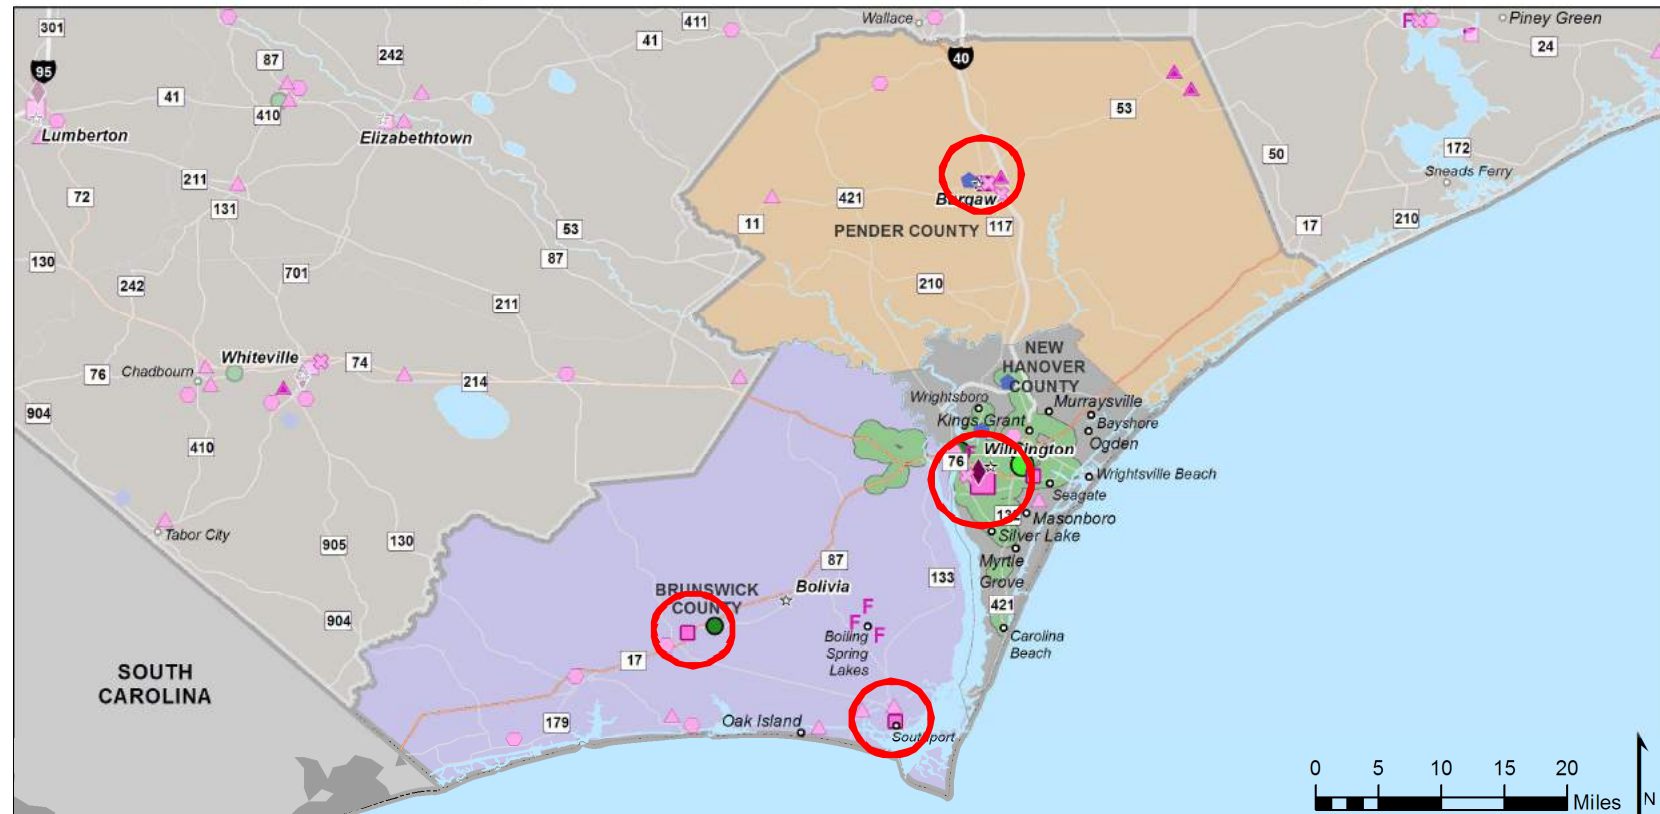 301
411
Wallace
Piney Green
41
24
87
242
40
95
41
410
53
Lumberton
Elizabethtown
50
172
211
Sneads Ferry
72
421
Burgaw
131
11
117
210
53
PENDER COUNTY
17
130
87
701
242
210
211
NEW
HANOVER
COUNTY
Whiteville
74
76
Chadbourn
214
Wrightsboro
Murraysville
904
Kings Grant
Bayshore
Ogden
410
Wilmington
76
Wrightsville Beach
Seagate
132
Masonboro
Tabor City
905
130
Silver Lake
87
Myrtle
Grove
133
BRUNSWICK
COUNTY
Bolivia
421
904
F
F
F
Boiling
Spring
Lakes
Carolina
Beach
17
SOUTH
CAROLINA
179
Oak Island
Southport
0 5 10 15 20
Miles
N